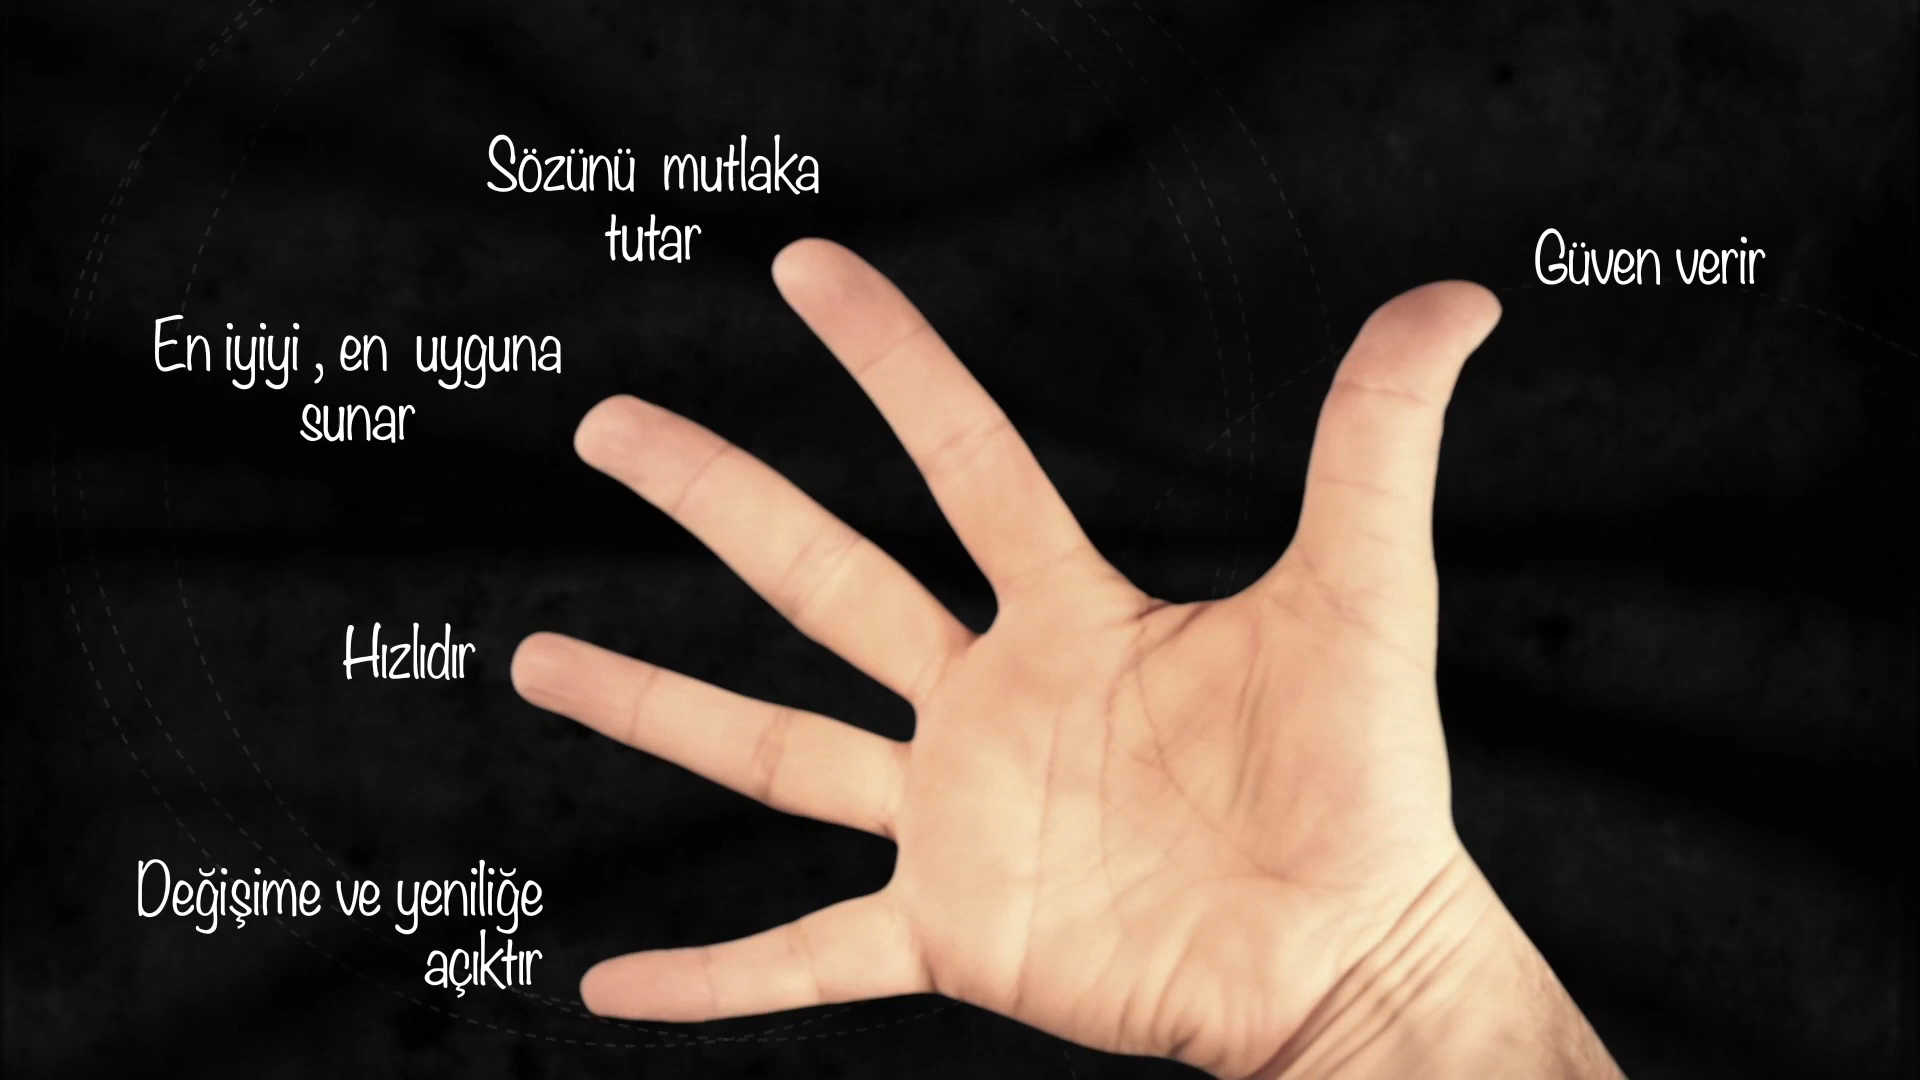 Sözünü mutlaka
tutar
Güven verir
En iyiyi , en uyguna
sunar
Hızlıdır
Değişime ve yeniliğe
açıktır